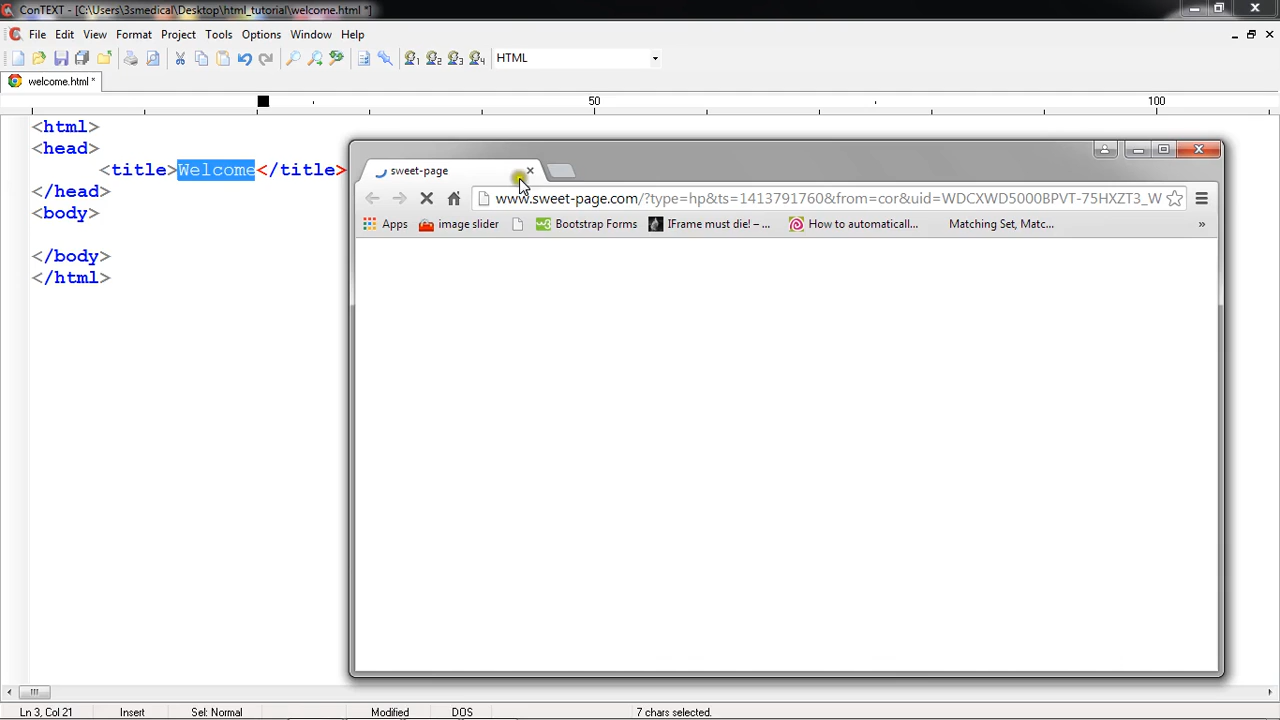 ConTEXT - [C:\Users\3smedical\Desktop\html_tutorial\welcome.html *]
File Edit View Format Project Tools Options Window Help
HTML
welcome.html *
50 100
<html>
<head>
<title>Welcome</title>
</head>
<body>
</body>
</html>
sweet-page
www.sweet-page.com/?type=hp&ts=1413791760&from=cor&uid=WDCXWD5000BPVT-75HXZT3_W
Apps image slider Bootstrap Forms IFrame must die! – ... How to automaticall... Matching Set, Matc... »
Ln 3, Col 21 Insert Sel: Normal Modified DOS 7 chars selected.